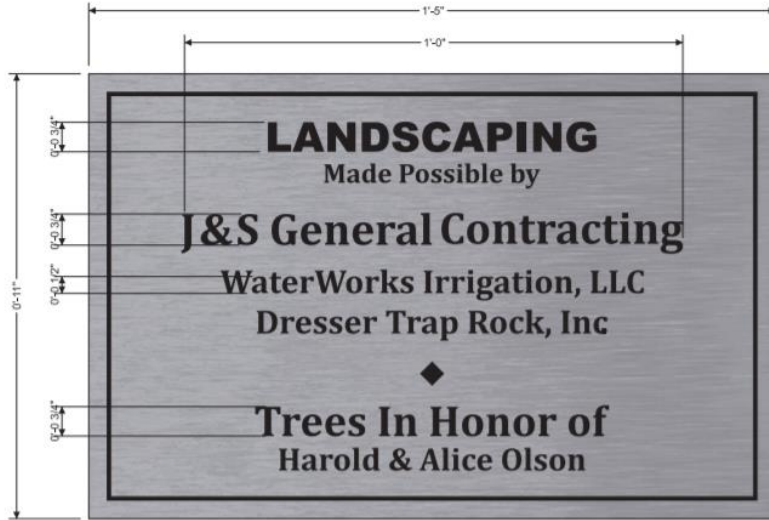 1'-5"
1'-0"
0'-0 3/4"
LANDSCAPING
Made Possible by
0'-0 3/4"
J&S General Contracting
0'-0 1/2"
WaterWorks Irrigation, LLC
0'-11"
Dresser Trap Rock, Inc
0'-0 3/4"
Trees In Honor of
Harold & Alice Olson